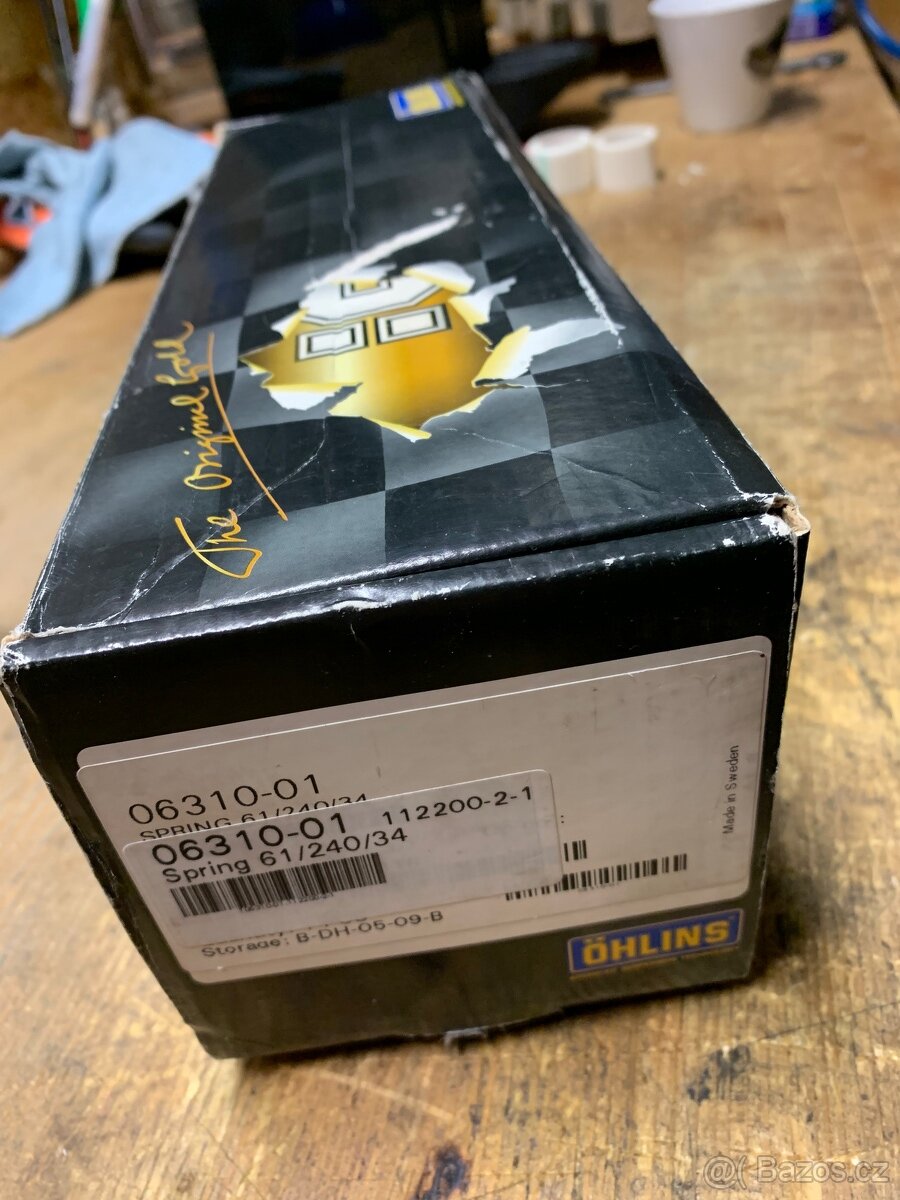 The Original Gold
06310-01
SPRING 61/240/34
06310-01 112200-2-1
Spring 61/240/34
Storage: B-DH-05-09-B
Made in Sweden
ÖHLINS
@( Bazos.cz